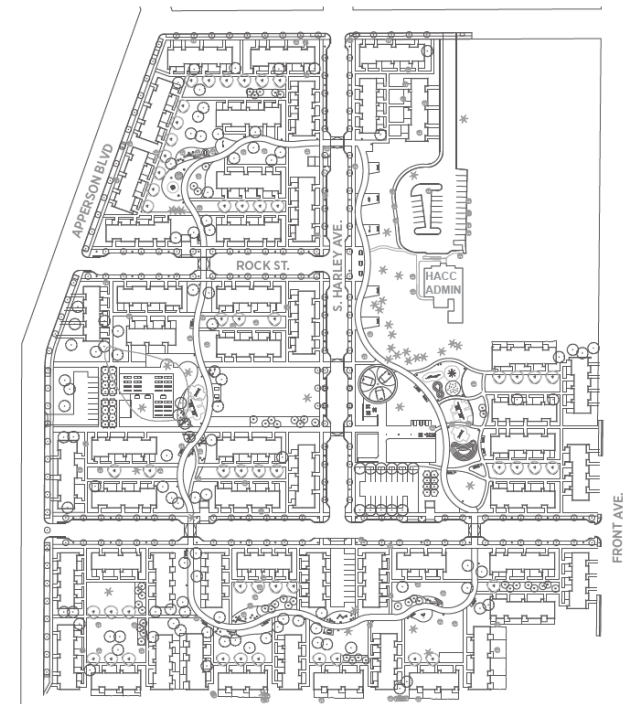 APPERSON BLVD
S. HARLEY AVE.
ROCK ST.
HACC
ADMIN
FRONT AVE.